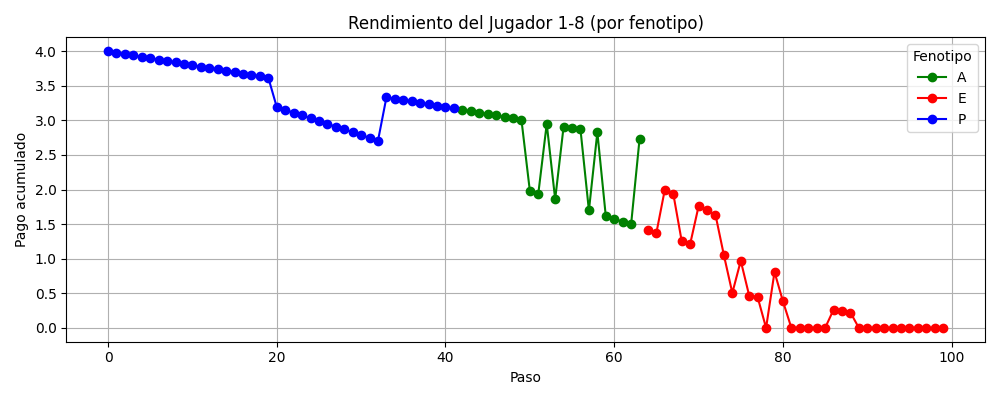 Rendimiento del Jugador 1-8 (por fenotipo)
Pago acumulado
4.0
3.5
3.0
2.5
2.0
1.5
1.0
0.5
0.0
Fenotipo
A
E
P
0 20 40 60 80 100
Paso